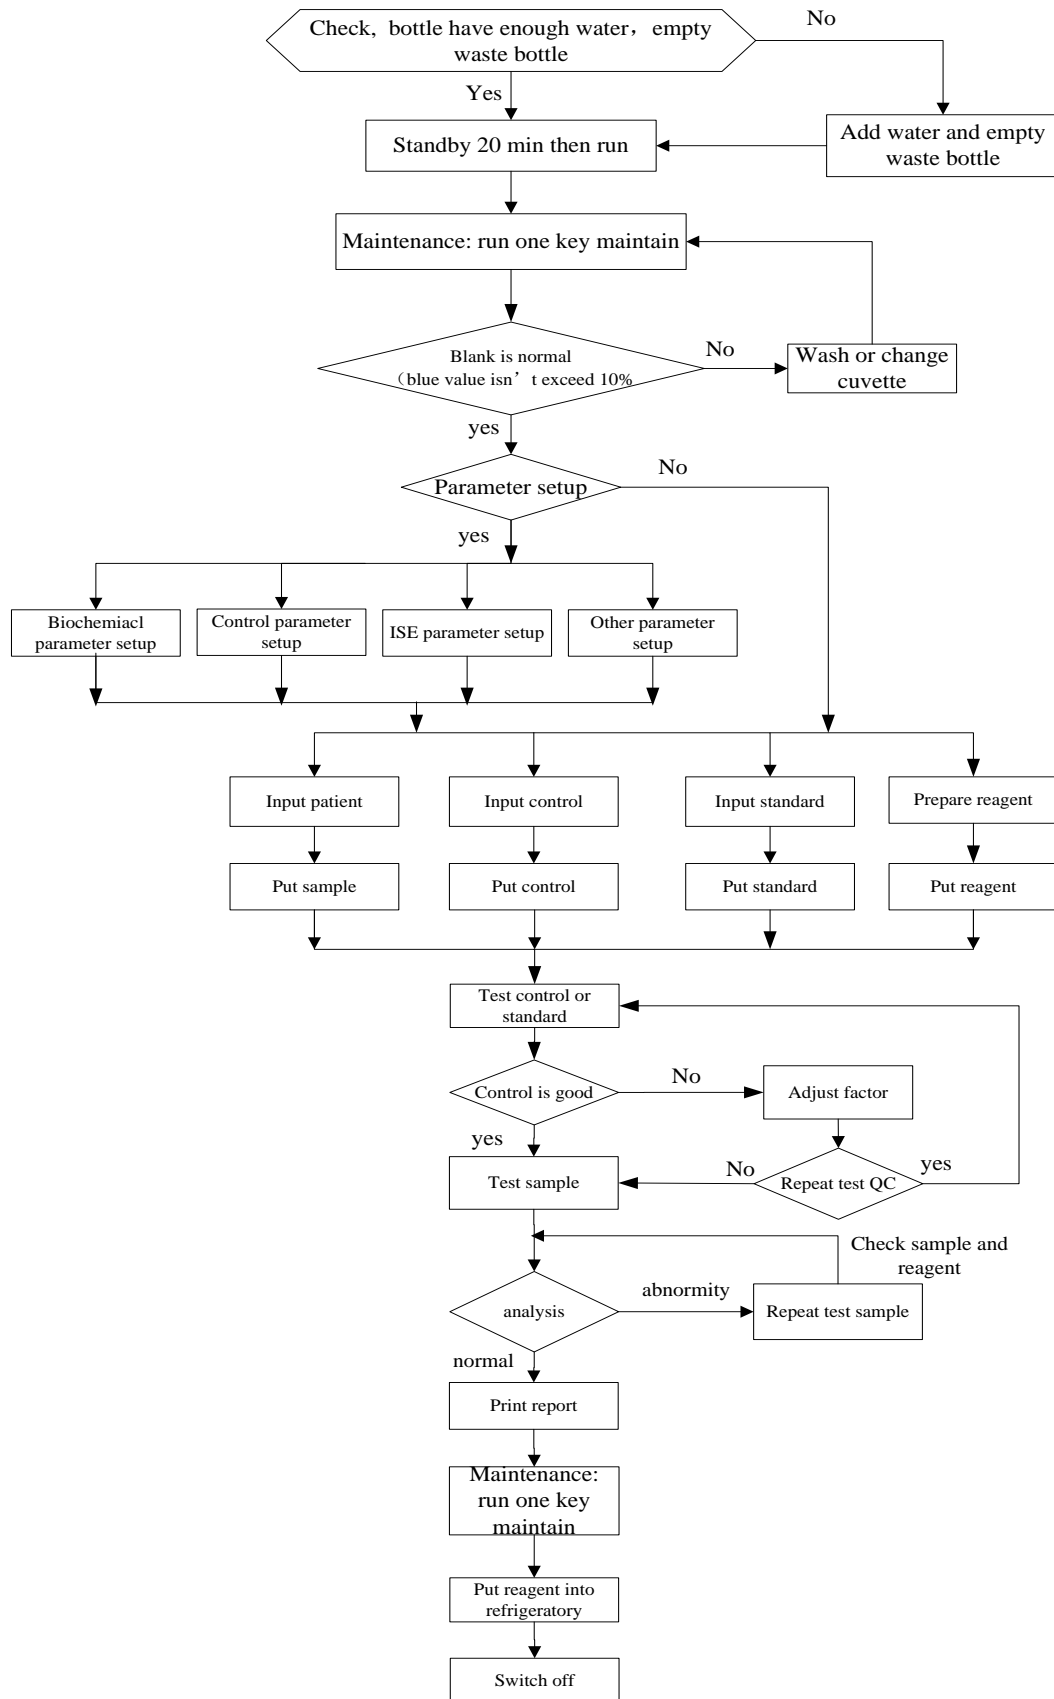 Check, bottle have enough water， empty
waste bottle
No
Yes
Standby 20 min then run
Add water and empty
waste bottle
Maintenance: run one key maintain
Blank is normal
（blue value isn’t exceed 10%
No
Wash or change
cuvette
yes
Parameter setup
No
yes
Biochemiacl
parameter setup
Control parameter
setup
ISE parameter setup
Other parameter
setup
Input patient
Input control
Input standard
Prepare reagent
Put sample
Put control
Put standard
Put reagent
Test control or
standard
Control is good
No
Adjust factor
yes
Test sample
No
Repeat test QC
yes
Check sample and
reagent
analysis
abnormity
Repeat test sample
normal
Print report
Maintenance:
run one key
maintain
Put reagent into
refrigeratory
Switch off